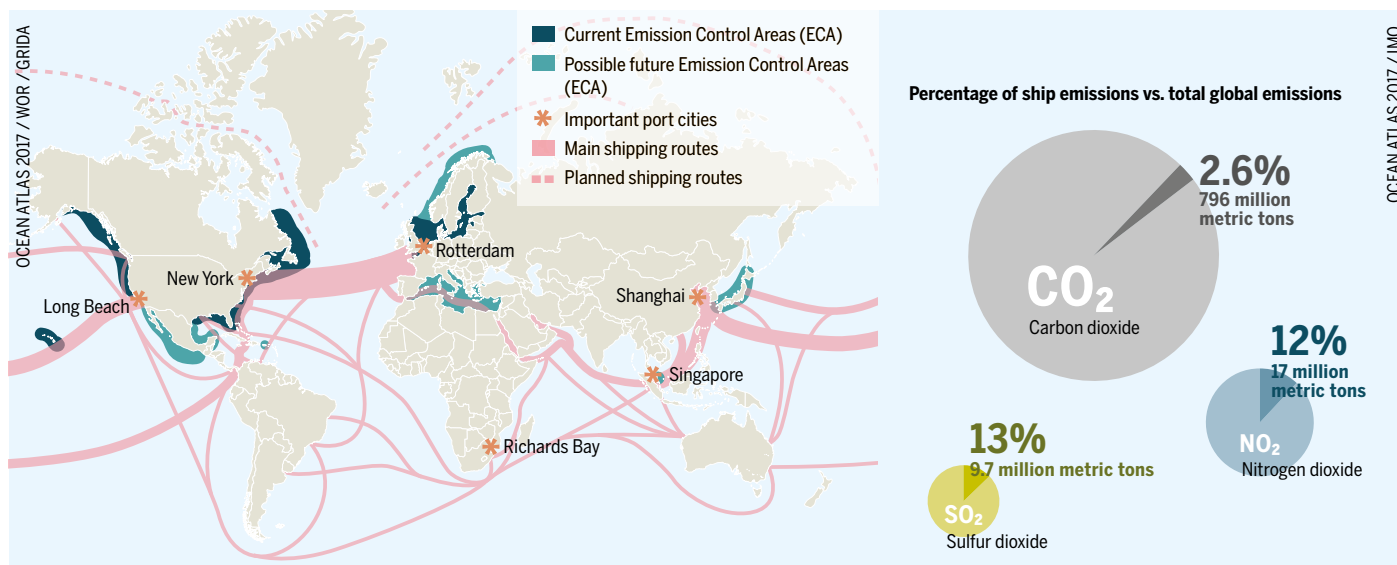 OCEAN ATLAS 2017 / WOR / GRIDA
Current Emission Control Areas (ECA)
Possible future Emission Control Areas
(ECA)
Important port cities
Main shipping routes
Planned shipping routes
Rotterdam
New York
Long Beach
Shanghai
Singapore
Richards Bay
OCEAN ATLAS 2017 / IMO
Percentage of ship emissions vs. total global emissions
2.6%
796 million
metric tons
CO₂
Carbon dioxide
12%
17 million
metric tons
NO₂
Nitrogen dioxide
13%
9.7 million metric tons
SO₂
Sulfur dioxide